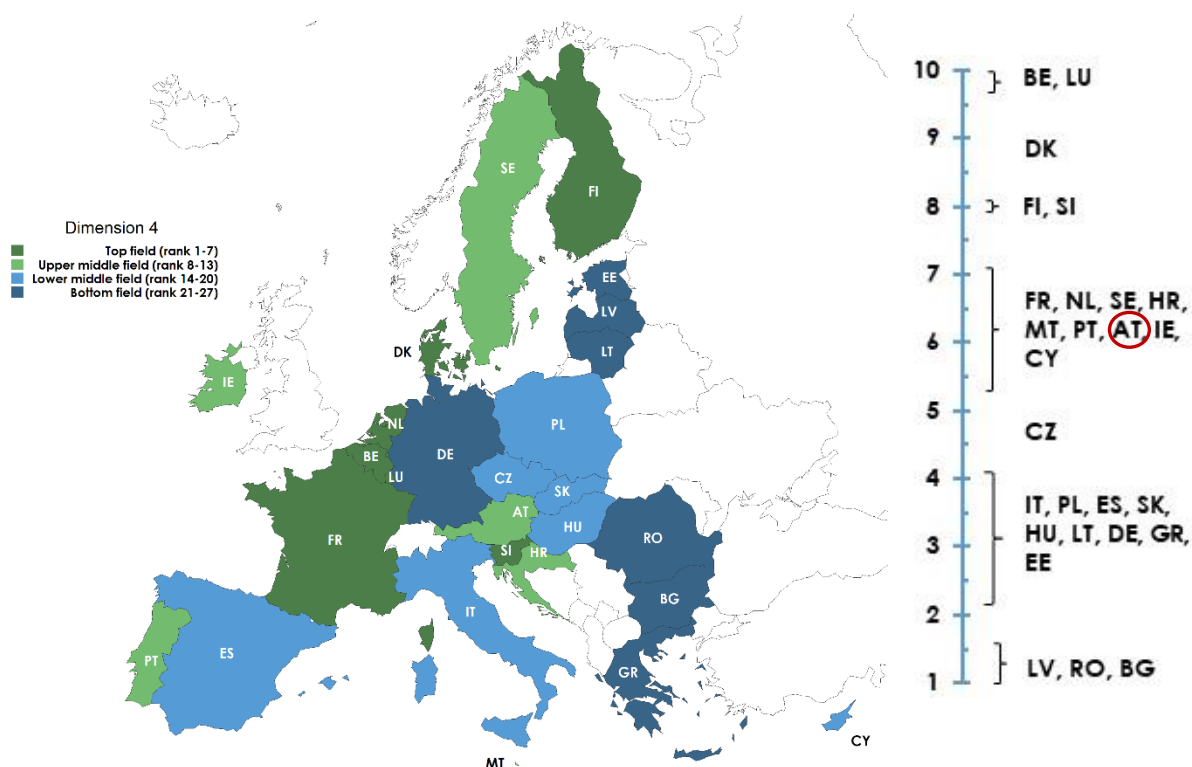 Dimension 4
Top field (rank 1-7)
Upper middle field (rank 8-13)
Lower middle field (rank 14-20)
Bottom field (rank 21-27)
SE
FI
EE
LV
LT
DK
IE
NL
PL
BE
DE
LU
CZ
SK
AT
HU
FR
SI
HR
RO
IT
BG
PT
ES
GR
CY
MT
10
BE, LU
9
DK
8
FI, SI
7
FR, NL, SE, HR,
6
MT, PT, AT, IE,
CY
5
CZ
4
IT, PL, ES, SK,
3
HU, LT, DE, GR,
EE
2
1
LV, RO, BG